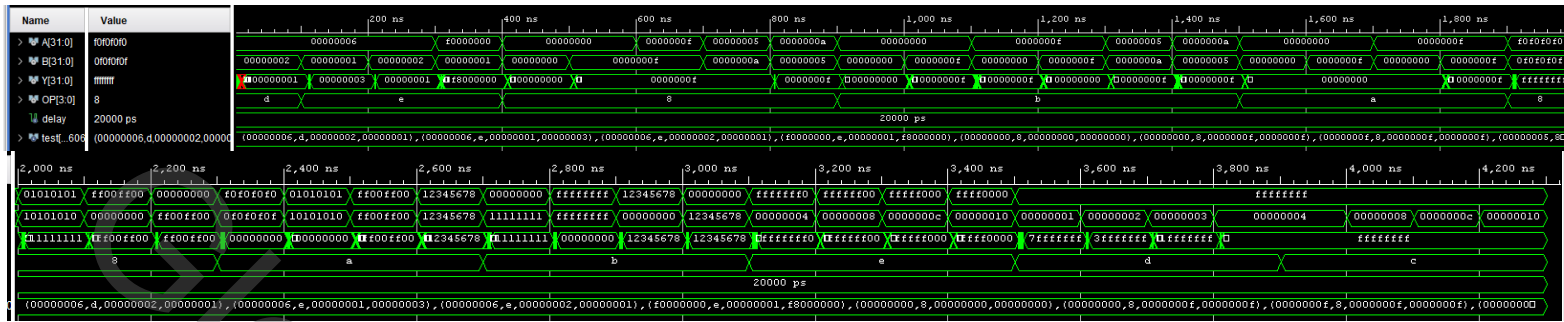 Name Value 200 ns 400 ns 600 ns 800 ns 1,000 ns 1,200 ns 1,400 ns 1,600 ns 1,800 ns
A[31:0] f0f0f0f0 00000006 f0000000 00000000 0000000f 00000005 0000000a 00000000 0000000f 00000005 0000000a 00000000 0000000f f0f0f0f0
B[31:0] 0f0f0f0f 00000002 00000001 00000002 00000001 00000000 0000000f 0000000a 00000005 00000000 0000000f 00000000 0000000f 0000000a 00000005 00000000 0000000f 00000000 0000000f 0f0f0f0f
Y[31:0] ffffffff 00000001 00000003 00000001 f8000000 00000000 0000000f 0000000f 00000000 0000000f 0000000f 00000000 0000000f 0000000f 00000000 0000000f ffffffff
OP[3:0] 8 d e 8 b a 8
delay 20000 ps 20000 ps
test[...606 (00000006,d,00000002,00000 (00000006,d,00000002,00000001),(00000006,e,00000001,00000003),(00000006,e,00000002,00000001),(f0000000,e,00000001,f8000000),(00000000,8,00000000,00000000),(00000000,8,0000000f,0000000f),(0000000f,8,0000000f,0000000f),(00000005,8
2,000 ns 2,200 ns 2,400 ns 2,600 ns 2,800 ns 3,000 ns 3,200 ns 3,400 ns 3,600 ns 3,800 ns 4,000 ns 4,200 ns
01010101 ff00ff00 00000000 f0f0f0f0 01010101 ff00ff00 12345678 00000000 ffffffff 12345678 00000000 fffffff0 ffffff00 fffff000 ffff0000 ffffffff
10101010 00000000 ff00ff00 0f0f0f0f 10101010 ff00ff00 12345678 11111111 ffffffff 00000000 12345678 00000004 00000008 0000000c 00000010 00000001 00000002 00000003 00000004 00000008 0000000c 00000010
11111111 ff00ff00 ff00ff00 00000000 00000000 ff00ff00 12345678 11111111 00000000 12345678 12345678 fffffff0 ffffff00 fffff000 ffff0000 7fffffff 3fffffff 1fffffff ffffffff
8 a b e d c
20000 ps
(00000006,d,00000002,00000001),(00000006,e,00000001,00000003),(00000006,e,00000002,00000001),(f0000000,e,00000001,f8000000),(00000000,8,00000000,00000000),(00000000,8,0000000f,0000000f),(0000000f,8,0000000f,0000000f),(0000000